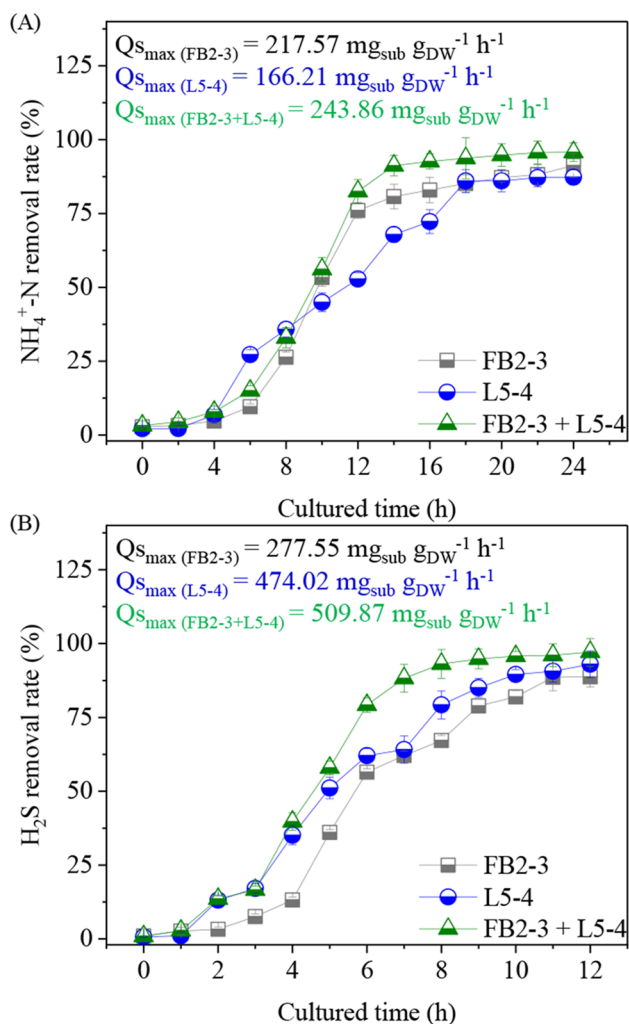 (A)
Qs max (FB2-3) = 217.57 mg sub g DW ⁻¹ h⁻¹
Qs max (L5-4) = 166.21 mg sub g DW ⁻¹ h⁻¹
Qs max (FB2-3+L5-4) = 243.86 mg sub g DW ⁻¹ h⁻¹
125
100
75
50
25
0
NH₄⁺-N removal rate (%)
FB2-3
L5-4
FB2-3 + L5-4
0 4 8 12 16 20 24
Cultured time (h)
(B)
Qs max (FB2-3) = 277.55 mg sub g DW ⁻¹ h⁻¹
Qs max (L5-4) = 474.02 mg sub g DW ⁻¹ h⁻¹
Qs max (FB2-3+L5-4) = 509.87 mg sub g DW ⁻¹ h⁻¹
125
100
75
50
25
0
H₂S removal rate (%)
FB2-3
L5-4
FB2-3 + L5-4
0 2 4 6 8 10 12
Cultured time (h)